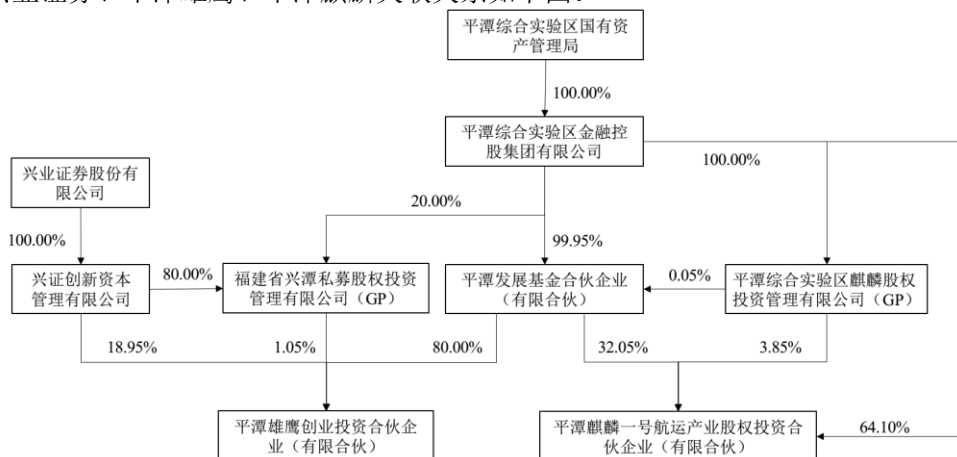 平潭综合实验区国有资
产管理局
100.00%
平潭综合实验区金融控
股集团有限公司
100.00%
兴业证券股份有
限公司
20.00%
100.00%
99.95%
兴证创新资本
管理有限公司
80.00%
福建省兴潭私募股权投资
管理有限公司（GP）
平潭发展基金合伙企业
（有限合伙）
0.05%
平潭综合实验区麒麟股权
投资管理有限公司（GP）
18.95%
1.05%
80.00%
32.05%
3.85%
平潭雄鹰创业投资合伙企
业（有限合伙）
平潭麒麟一号航运产业股权投资合
伙企业（有限合伙）
64.10%